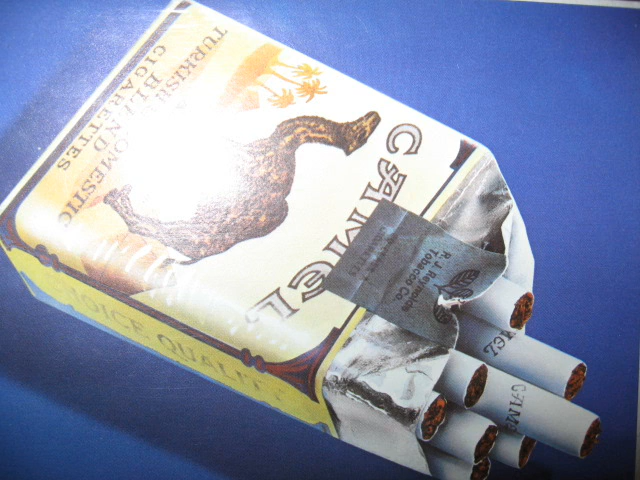 CAMEL
TURKISH &
DOMESTIC
BLEND
CIGARETTES
CHOICE QUALITY
R. J. Reynolds
Tobacco Co.
CAMEL